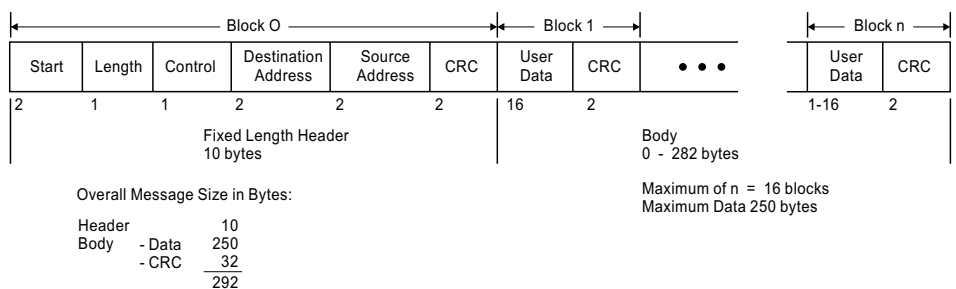 Block O Block 1 Block n
Start Length Control Destination Address Source Address CRC User Data CRC • • • User Data CRC
2 1 1 2 2 2 16 2 1-16 2
Fixed Length Header
10 bytes
Body
0 - 282 bytes
Maximum of n = 16 blocks
Maximum Data 250 bytes
Overall Message Size in Bytes:
Header 10
Body - Data 250
- CRC 32
292